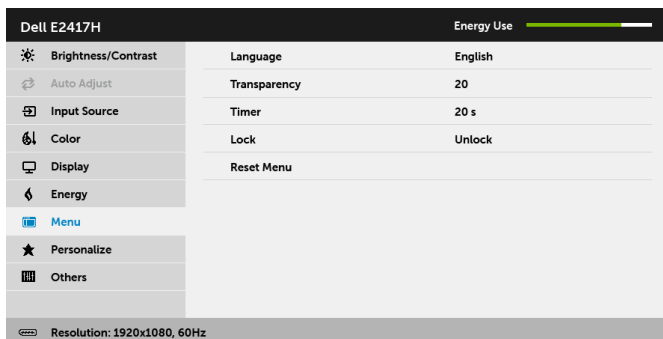 Dell E2417H Energy Use
Brightness/Contrast Language English
Auto Adjust Transparency 20
Input Source Timer 20 s
Color Lock Unlock
Display Reset Menu
Energy
Menu
Personalize
Others
Resolution: 1920x1080, 60Hz